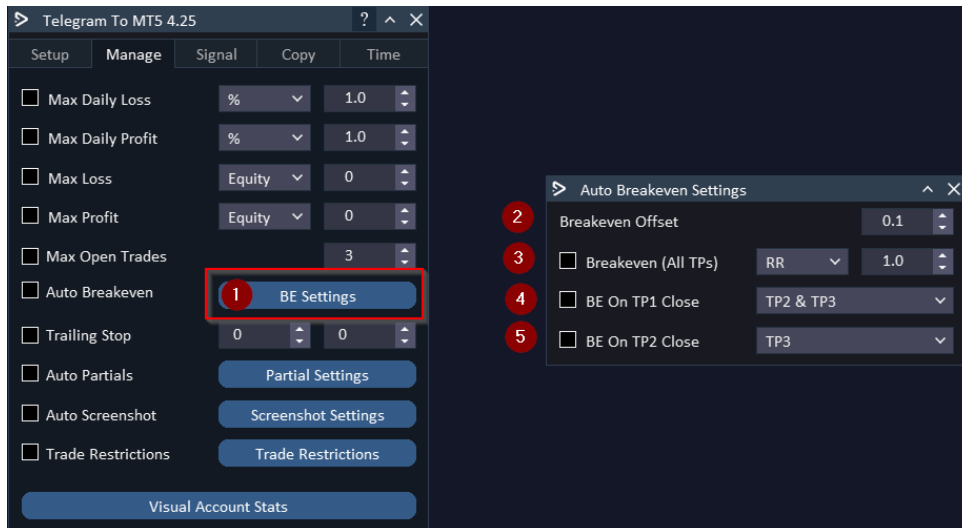 Telegram To MT5 4.25 ?
Setup Manage Signal Copy Time
Max Daily Loss % 1.0
Max Daily Profit % 1.0
Max Loss Equity 0
Max Profit Equity 0
Max Open Trades 3
Auto Breakeven 1 BE Settings
Trailing Stop 0 0
Auto Partials Partial Settings
Auto Screenshot Screenshot Settings
Trade Restrictions Trade Restrictions
Visual Account Stats
Auto Breakeven Settings
2 Breakeven Offset 0.1
3 Breakeven (All TPs) RR 1.0
4 BE On TP1 Close TP2 & TP3
5 BE On TP2 Close TP3